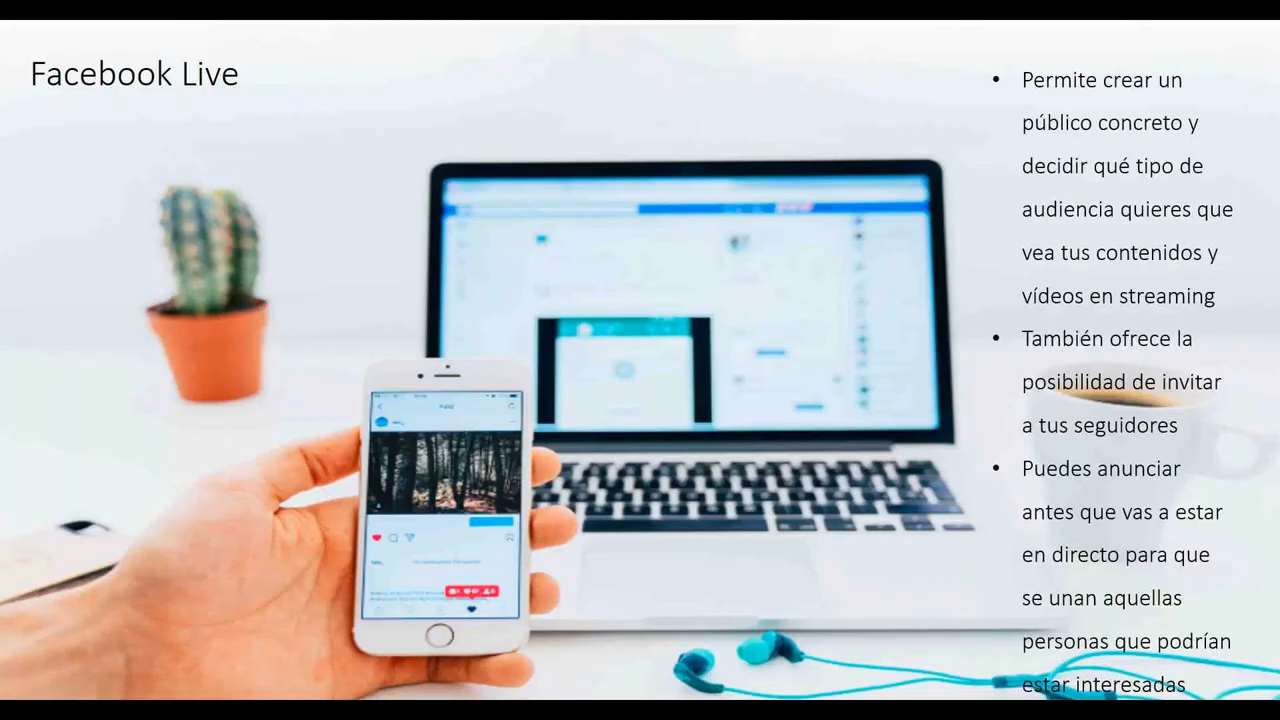 Facebook Live
• Permite crear un
público concreto y
decidir qué tipo de
audiencia quieres que
vea tus contenidos y
vídeos en streaming
• También ofrece la
posibilidad de invitar
a tus seguidores
• Puedes anunciar
antes que vas a estar
en directo para que
se unan aquellas
personas que podrían
estar interesadas